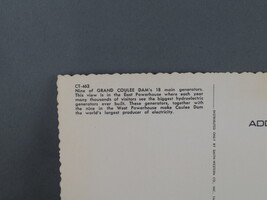 CT-463
Nine of GRAND COULEE DAM's 18 main generators.
This view is in the East Powerhouse where each year
many thousands of visitors see the biggest hydroelectric
generators ever built. These generators, together with
the nine in the West Powerhouse make Coulee Dam
the world's largest producer of electricity.
ADD